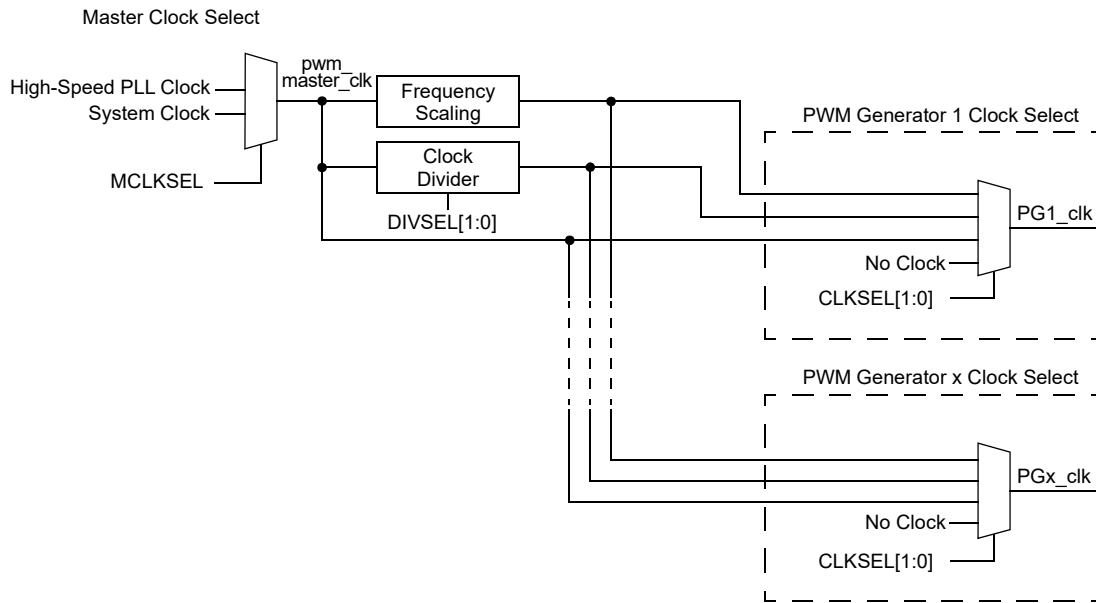 Master Clock Select
High-Speed PLL Clock
System Clock
MCLKSEL
pwm_
master_clk
Frequency
Scaling
Clock
Divider
DIVSEL[1:0]
PWM Generator 1 Clock Select
PG1_clk
No Clock
CLKSEL[1:0]
PWM Generator x Clock Select
PGx_clk
No Clock
CLKSEL[1:0]